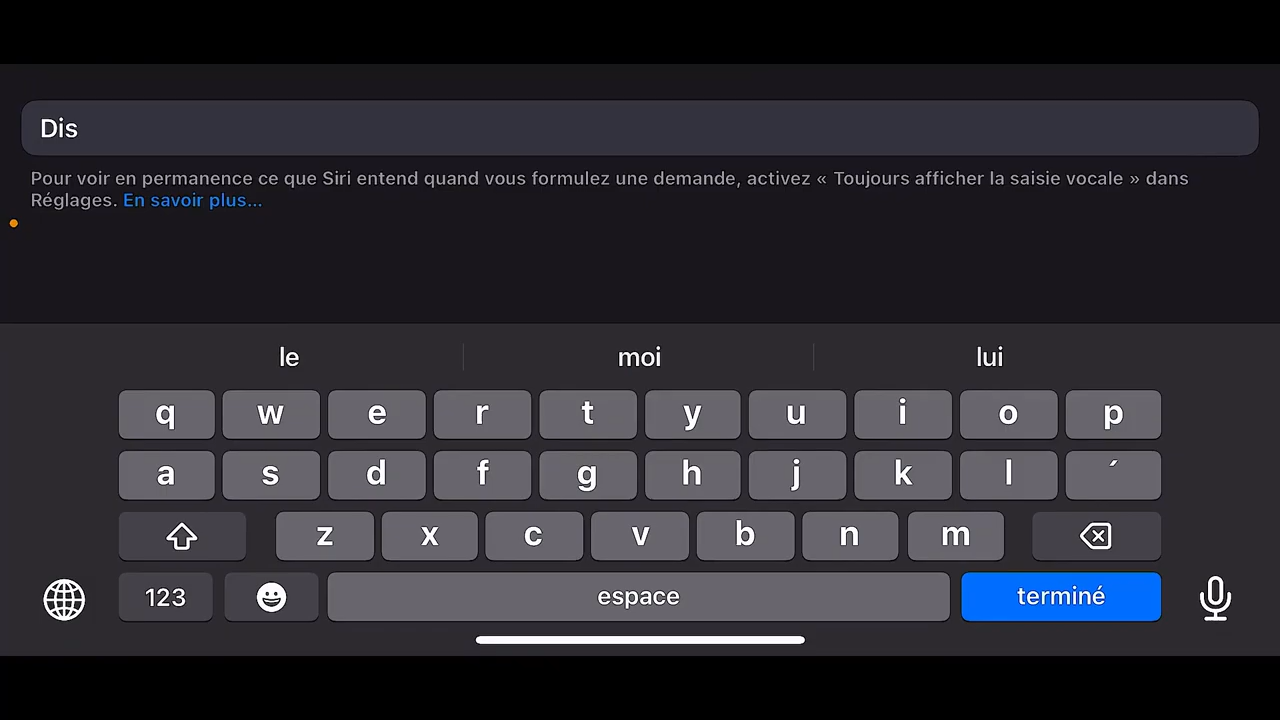 Dis
Pour voir en permanence ce que Siri entend quand vous formulez une demande, activez « Toujours afficher la saisie vocale » dans
Réglages. En savoir plus...
le moi lui
q w e r t y u i o p
a s d f g h j k l ´
z x c v b n m
123 espace terminé